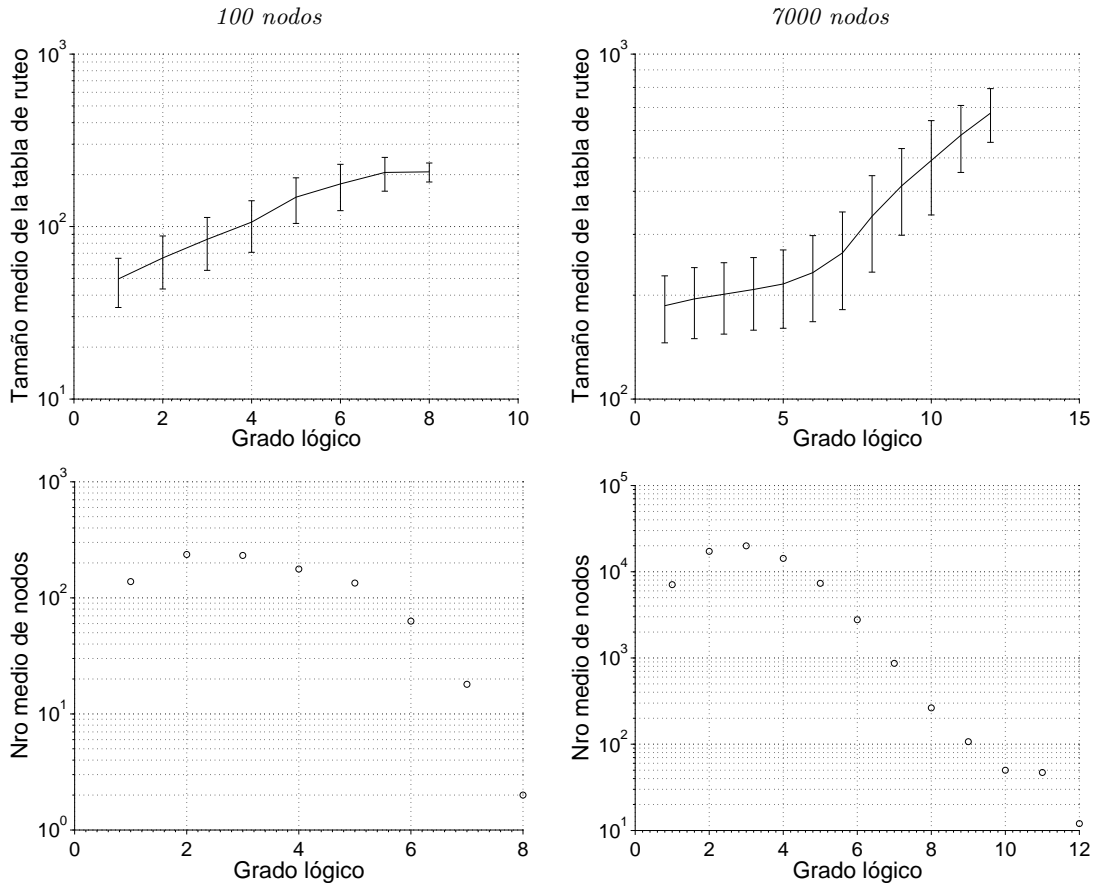 100 nodos
7000 nodos
10^3
10^2
10^1
Tamaño medio de la tabla de ruteo
0 2 4 6 8 10
Grado lógico
10^3
10^2
Tamaño medio de la tabla de ruteo
0 5 10 15
Grado lógico
10^3
10^2
10^1
10^0
Nro medio de nodos
0 2 4 6 8
Grado lógico
10^5
10^4
10^3
10^2
10^1
Nro medio de nodos
0 2 4 6 8 10 12
Grado lógico